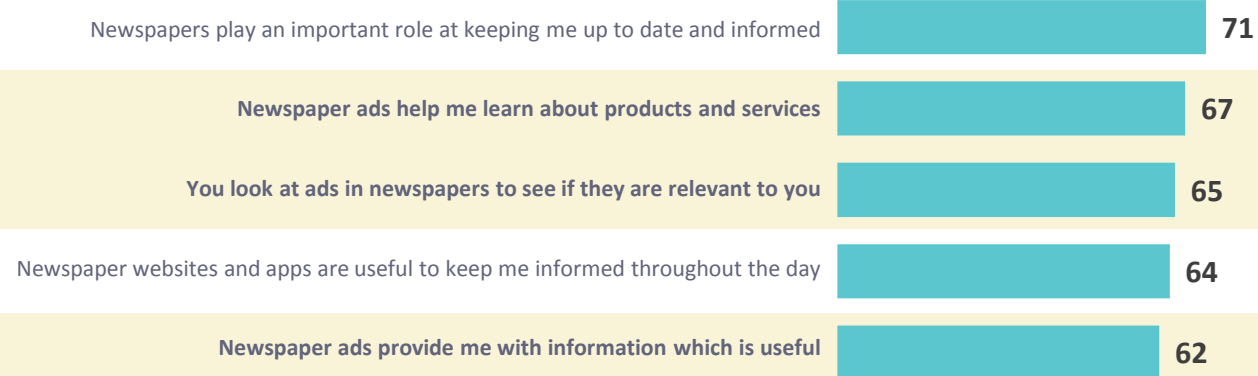 Newspapers play an important role at keeping me up to date and informed 71
Newspaper ads help me learn about products and services 67
You look at ads in newspapers to see if they are relevant to you 65
Newspaper websites and apps are useful to keep me informed throughout the day 64
Newspaper ads provide me with information which is useful 62